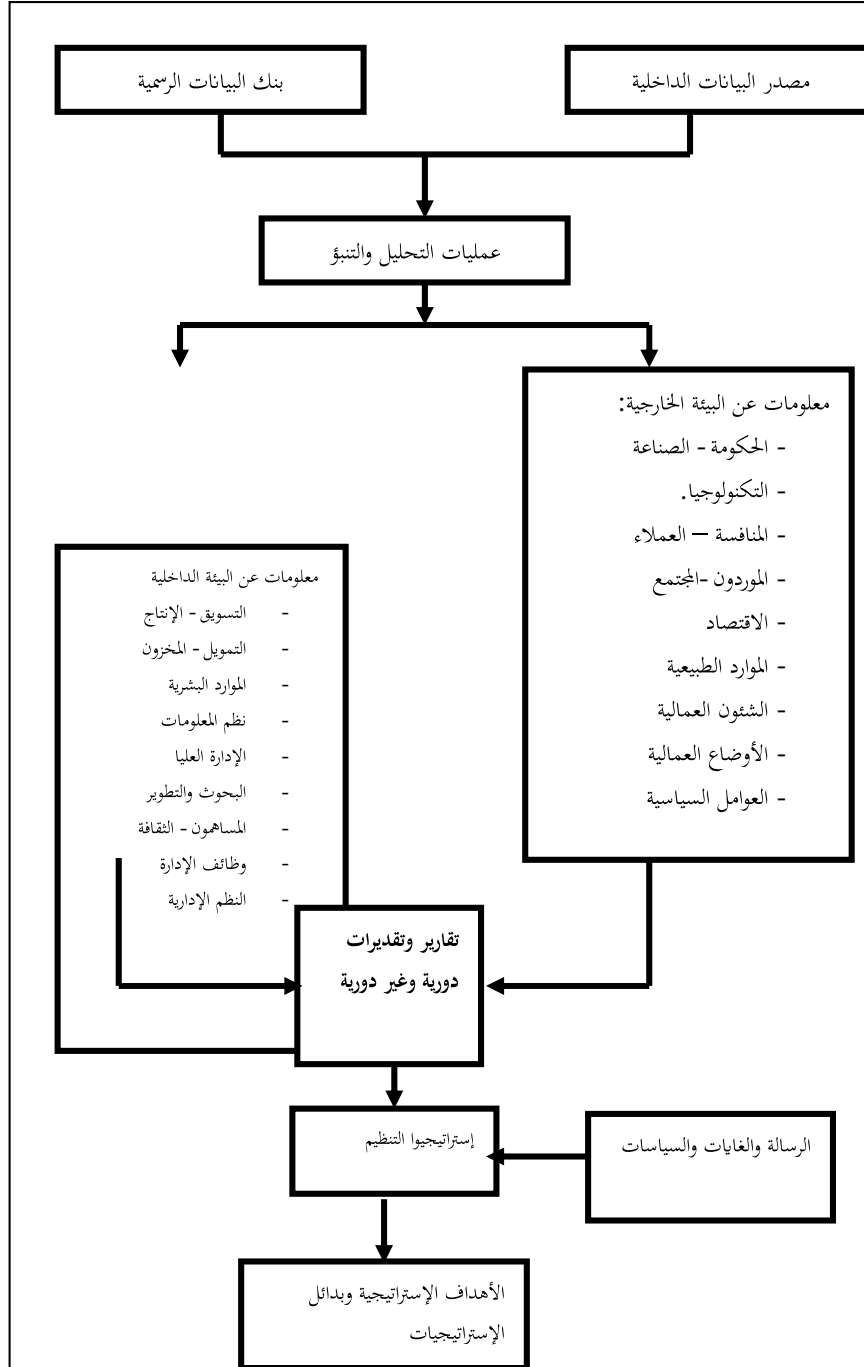 مصدر البيانات الداخلية
بنك البيانات الرسمية
عمليات التحليل والتنبؤ
معلومات عن البيئة الخارجية:
- الحكومة - الصناعة
- التكنولوجيا.
- المنافسة – العملاء
- الموردون -المجتمع
- الاقتصاد
- الموارد الطبيعية
- الشئون العمالية
- الأوضاع العمالية
- العوامل السياسية
معلومات عن البيئة الداخلية
- التسويق - الإنتاج
- التمويل - المخزون
- الموارد البشرية
- نظم المعلومات
- الإدارة العليا
- البحوث والتطوير
- المساهمون - الثقافة
- وظائف الإدارة
- النظم الإدارية
تقارير وتقديرات
دورية وغير دورية
إستراتيجيوا التنظيم
الرسالة والغايات والسياسات
الأهداف الإستراتيجية وبدائل
الإستراتيجيات